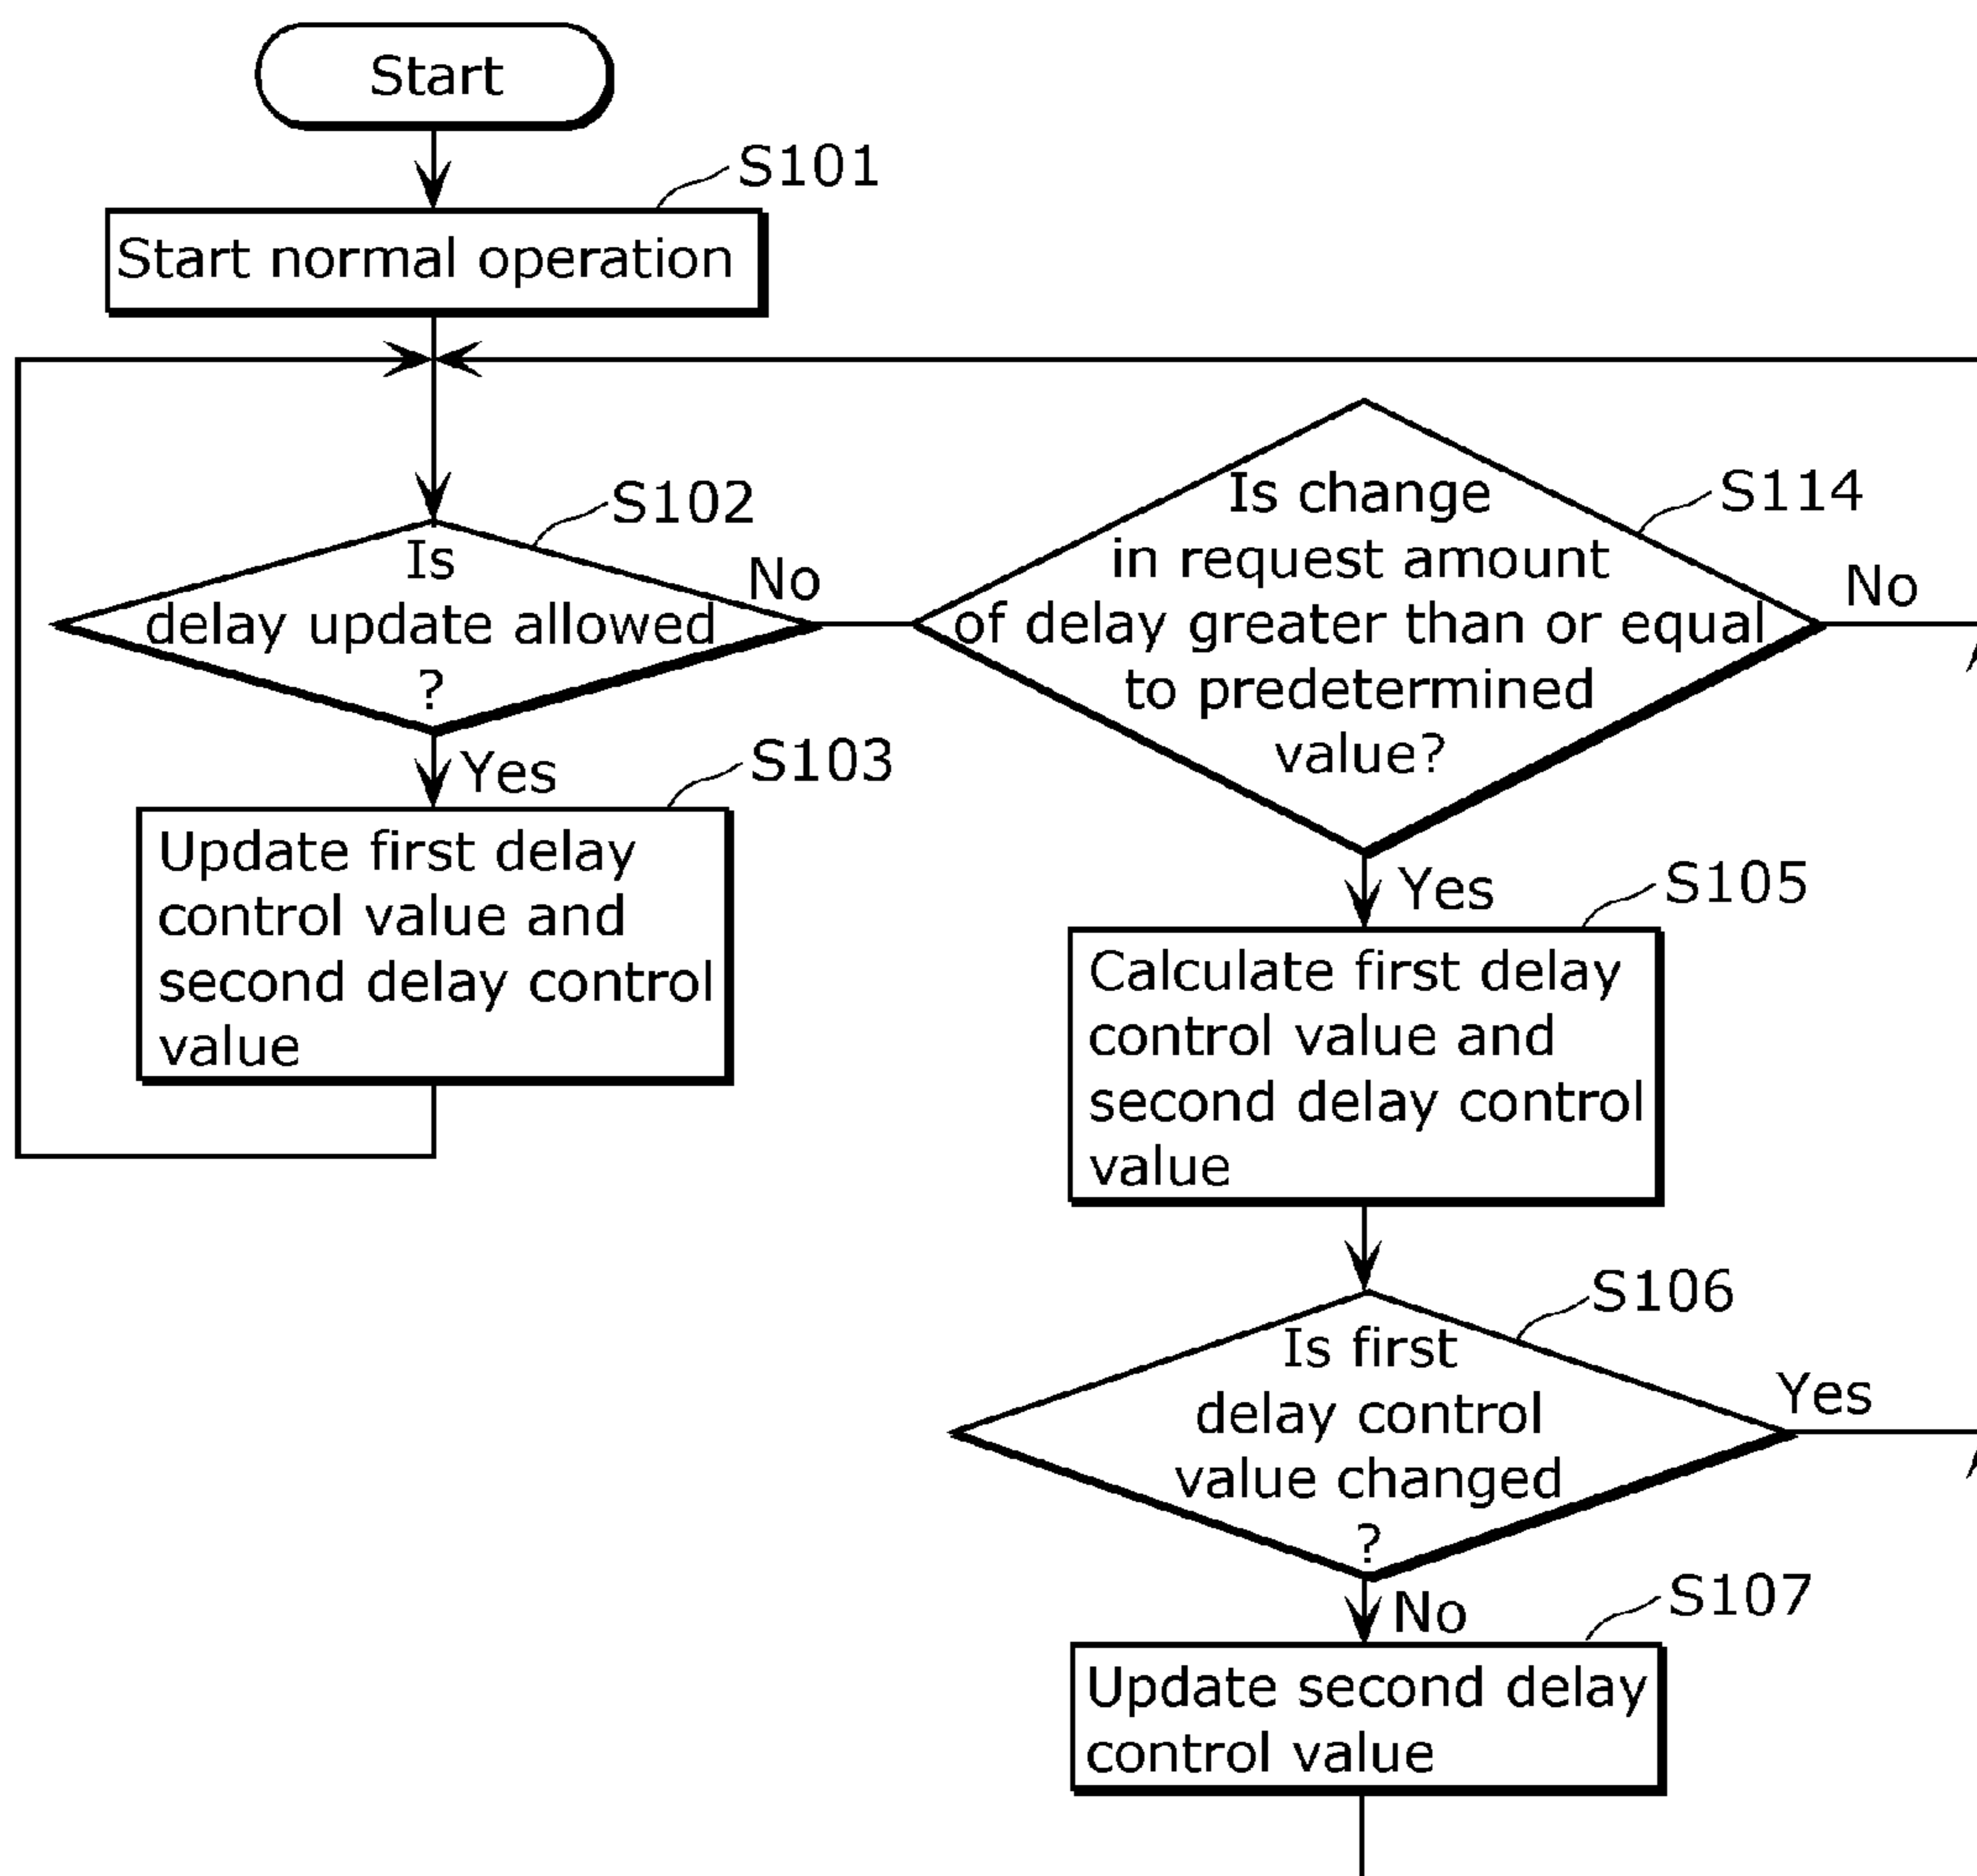 Start
S101
Start normal operation
S102
Is
delay update allowed
?
No
Yes
S103
Update first delay
control value and
second delay control
value
S114
Is change
in request amount
of delay greater than or equal
to predetermined
value?
No
Yes
S105
Calculate first delay
control value and
second delay control
value
S106
Is first
delay control
value changed
?
Yes
No
S107
Update second delay
control value